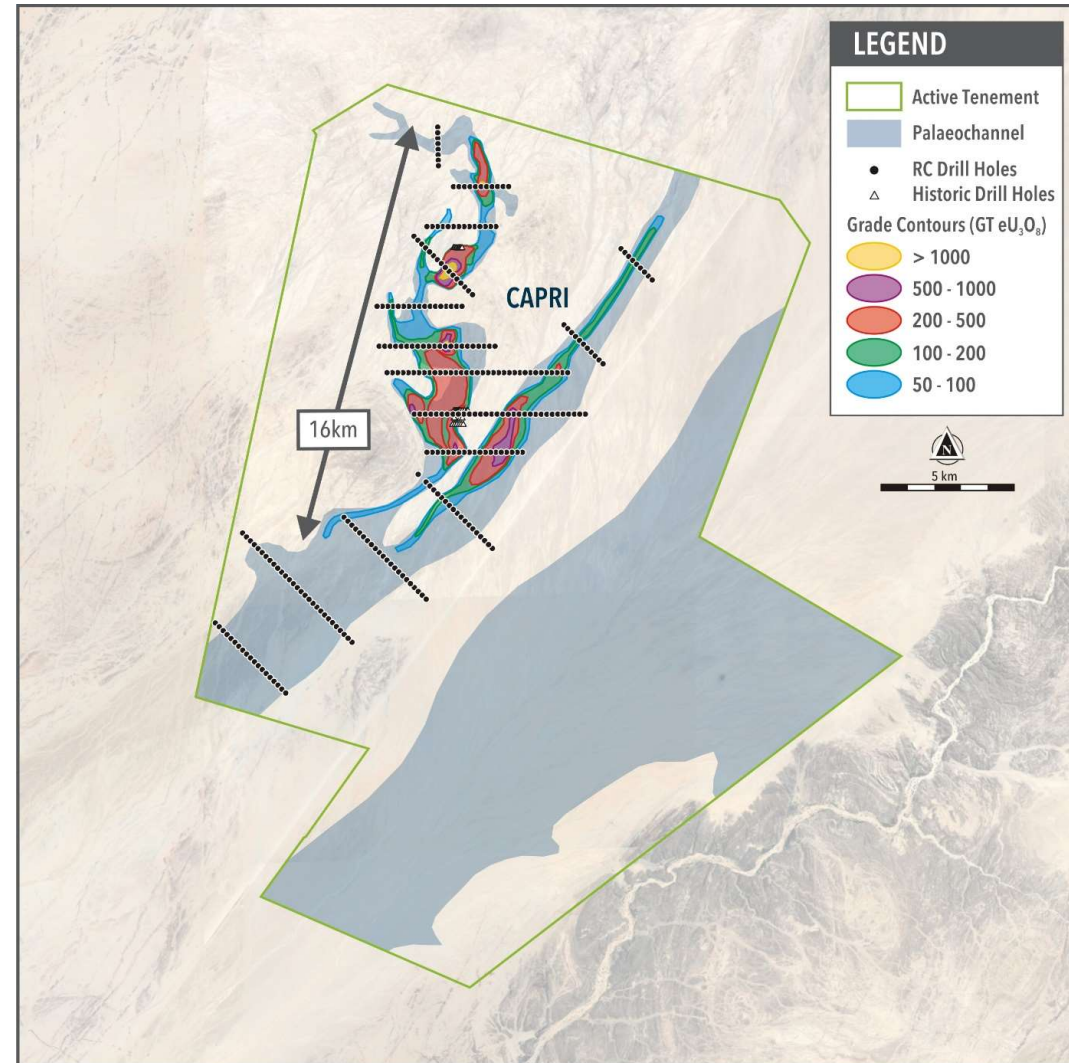 LEGEND
Active Tenement
Palaeochannel
RC Drill Holes
Historic Drill Holes
Grade Contours (GT eU₃O₈)
> 1000
500 - 1000
200 - 500
100 - 200
50 - 100
N
5 km
CAPRI
16km